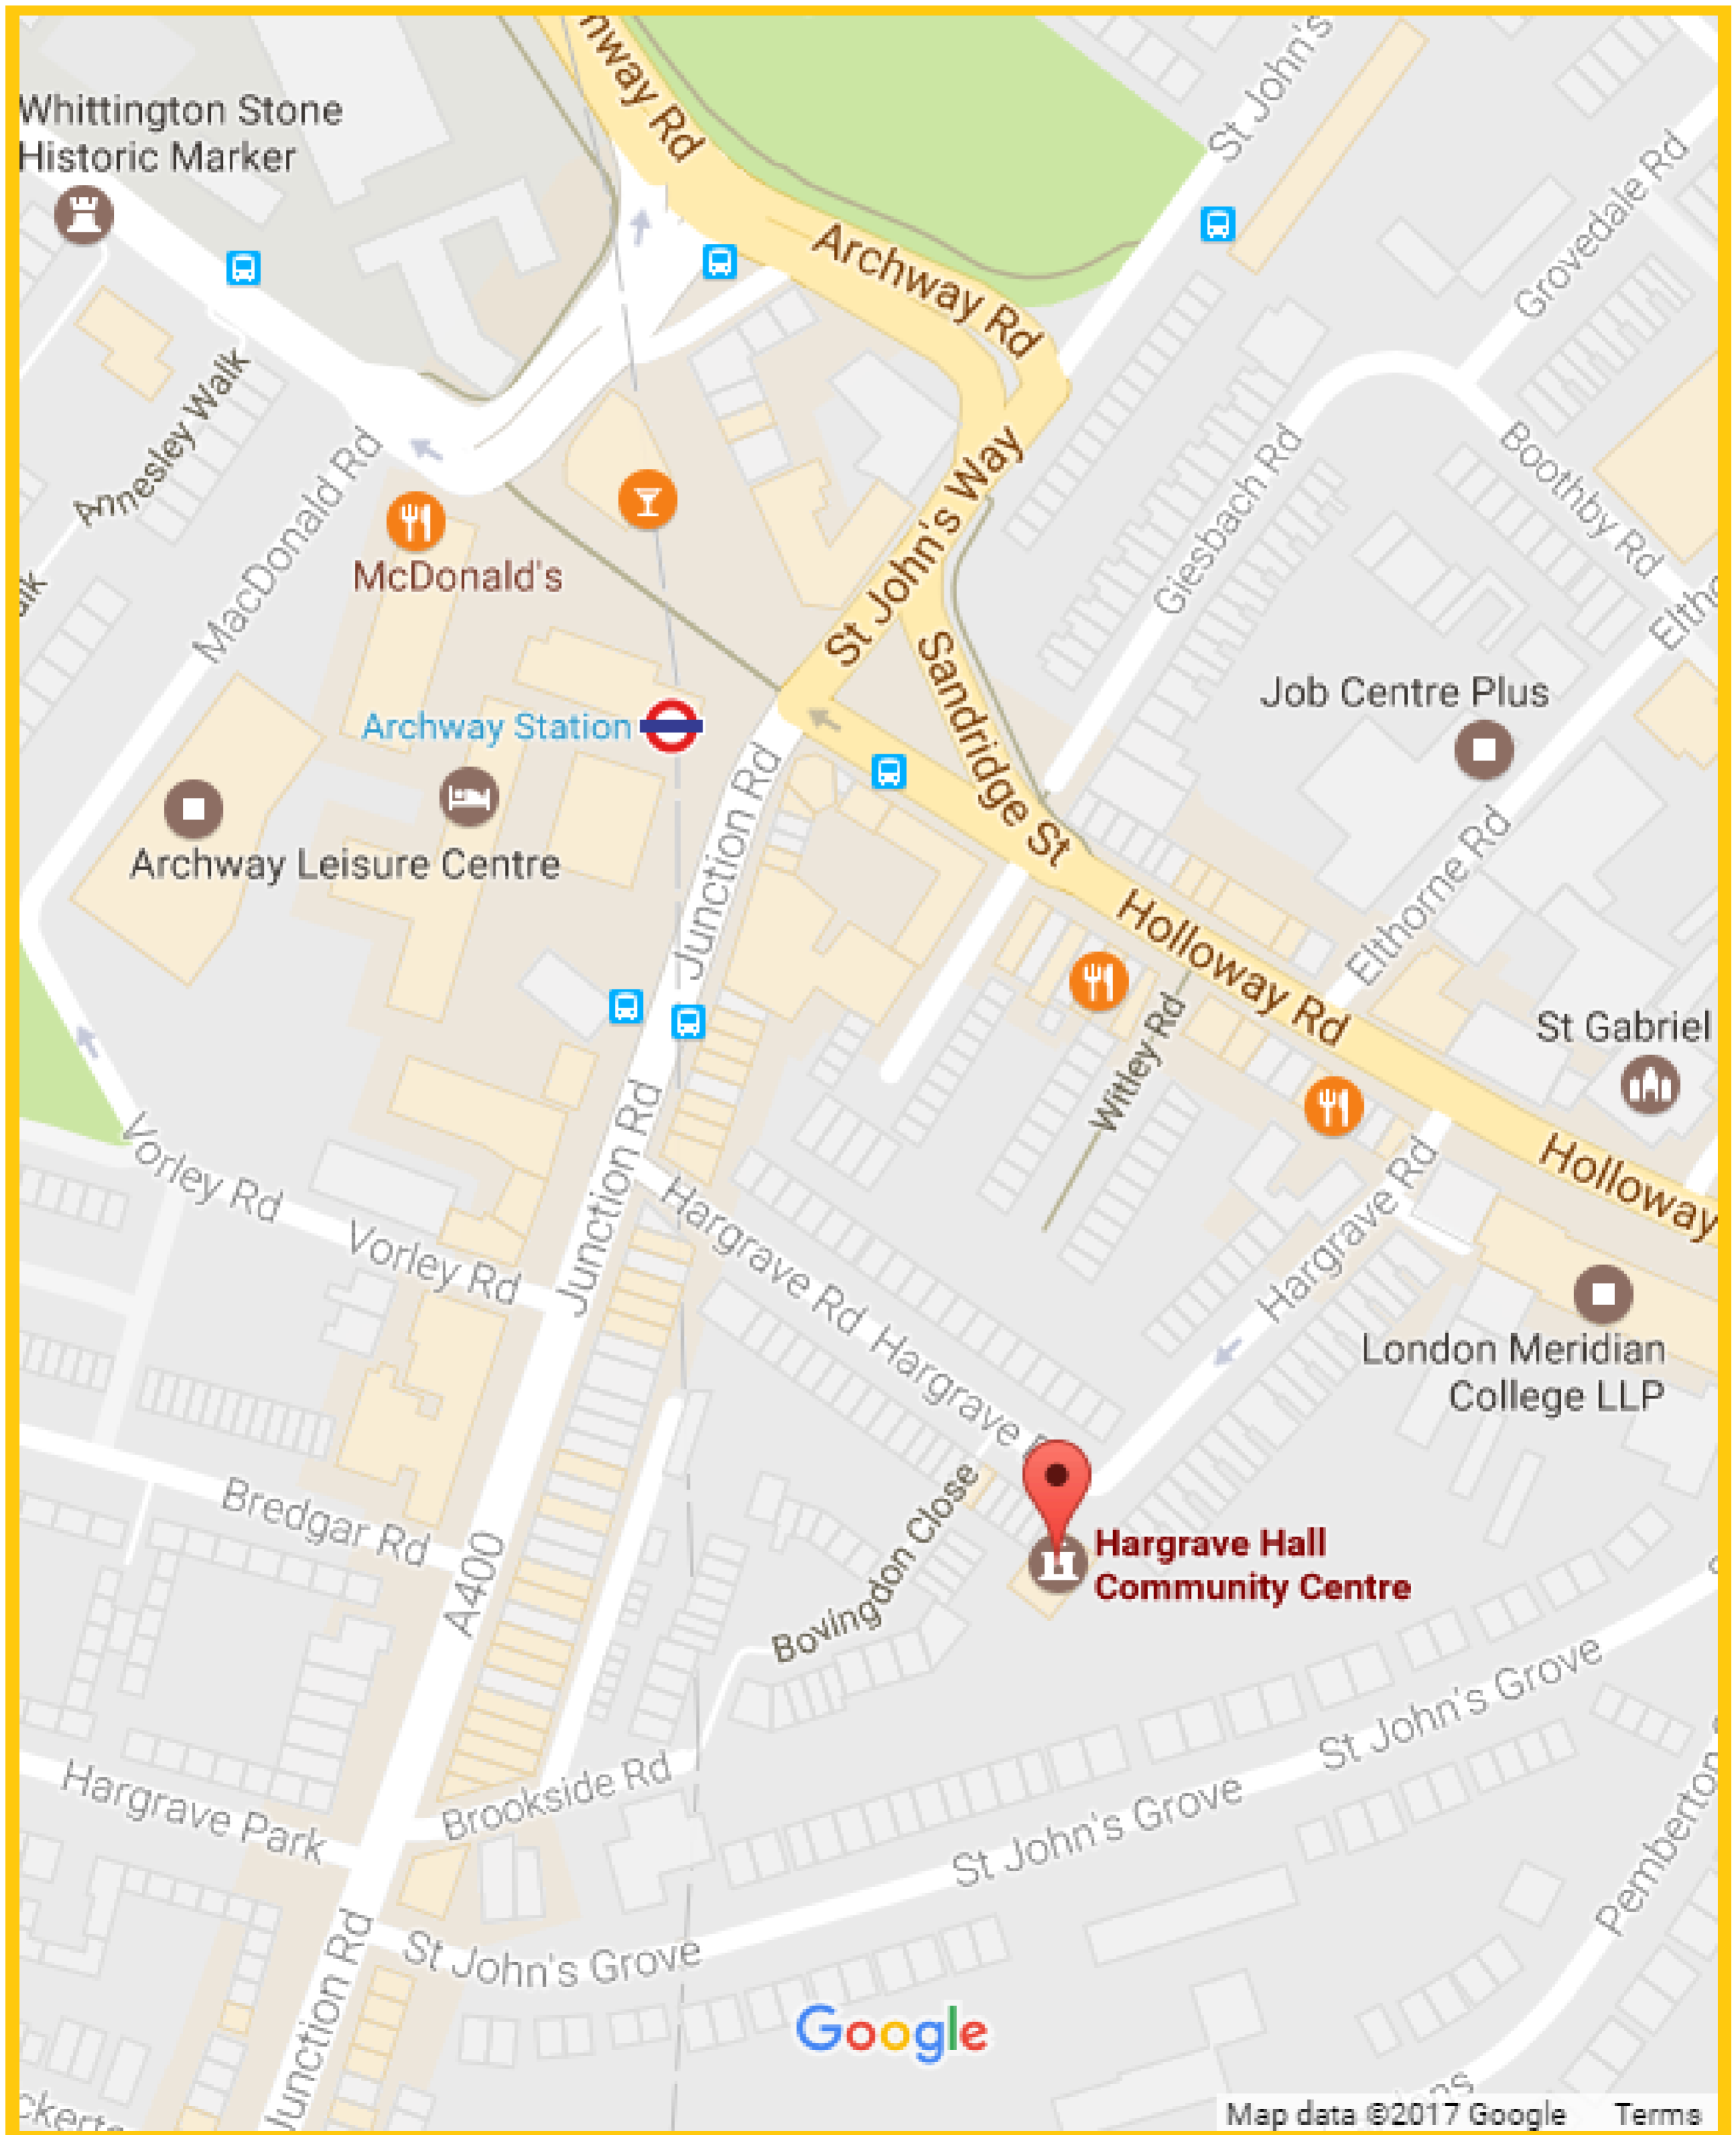 Whittington Stone
Historic Marker
Archway Rd
St John's
Grovedale Rd
Annesley Walk
MacDonald Rd
McDonald's
St John's Way
Giesbach Rd
Boothby Rd
Archway Station
Sandridge St
Job Centre Plus
Archway Leisure Centre
Junction Rd
Holloway Rd
Elthorne Rd
St Gabriel
Witley Rd
Junction Rd
Vorley Rd
Vorley Rd
Junction Rd
Hargrave Rd
Hargrave Rd
Holloway
Hargrave
London Meridian
College LLP
Bredgar Rd
A400
Bovingdon Close
Hargrave Hall
Community Centre
St John's Grove
Hargrave Park
Brookside Rd
St John's Grove
Pemberton
Junction Rd
St John's Grove
Google
Map data ©2017 Google Terms